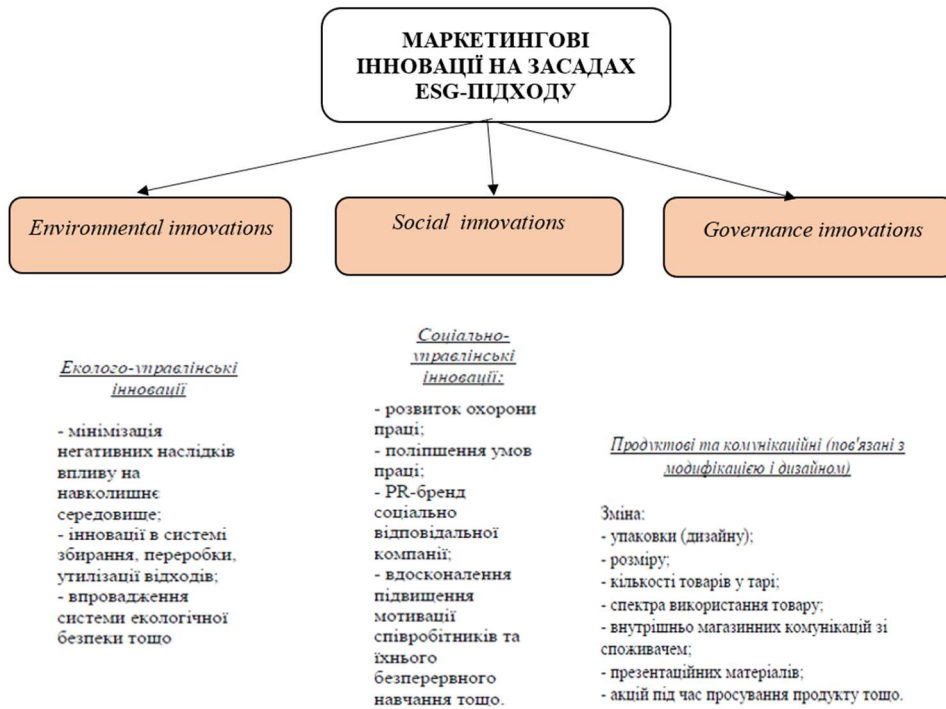 МАРКЕТИНГОВІ
ІННОВАЦІЇ НА ЗАСАДАХ
ESG-ПІДХОДУ
Environmental innovations
Social innovations
Governance innovations
Еколого-управлінські
інновації
- мінімізація
негативних наслідків
впливу на
навколишнє
середовище;
- інновації в системі
збирання, переробки,
утилізації відходів;
- впровадження
системи екологічної
безпеки тощо
Соціально-
управлінські
інновації:
- розвиток охорони
праці;
- поліпшення умов
праці;
- PR-бренд
соціально
відповідальної
компанії;
- вдосконалення
підвищення
мотивації
співробітників та
їхнього
безперервного
навчання тощо.
Продуктові та комунікаційні (пов'язані з
модифікацією і дизайном)
Зміна:
- упаковки (дизайну);
- розміру;
- кількості товарів у тарі;
- спектра використання товару;
- внутрішньо магазинних комунікацій зі
споживачем;
- презентаційних матеріалів;
- акцій під час просування продукту тощо.